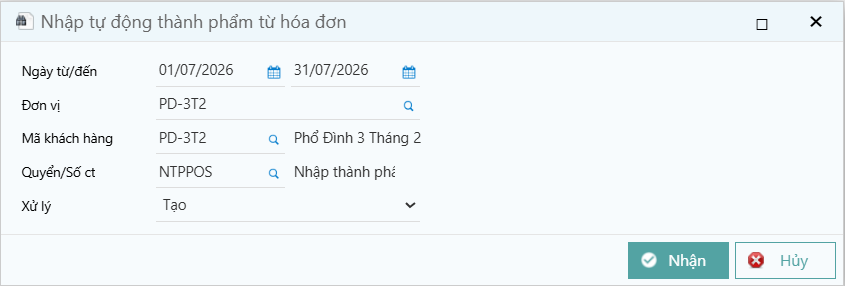 Nhập tự động thành phẩm từ hóa đơn
Ngày từ/đến 01/07/2026 31/07/2026
Đơn vị PD-3T2
Mã khách hàng PD-3T2 Phổ Đình 3 Tháng 2
Quyển/Số ct NTPPOS Nhập thành phẩ
Xử lý Tạo
Nhận Hủy